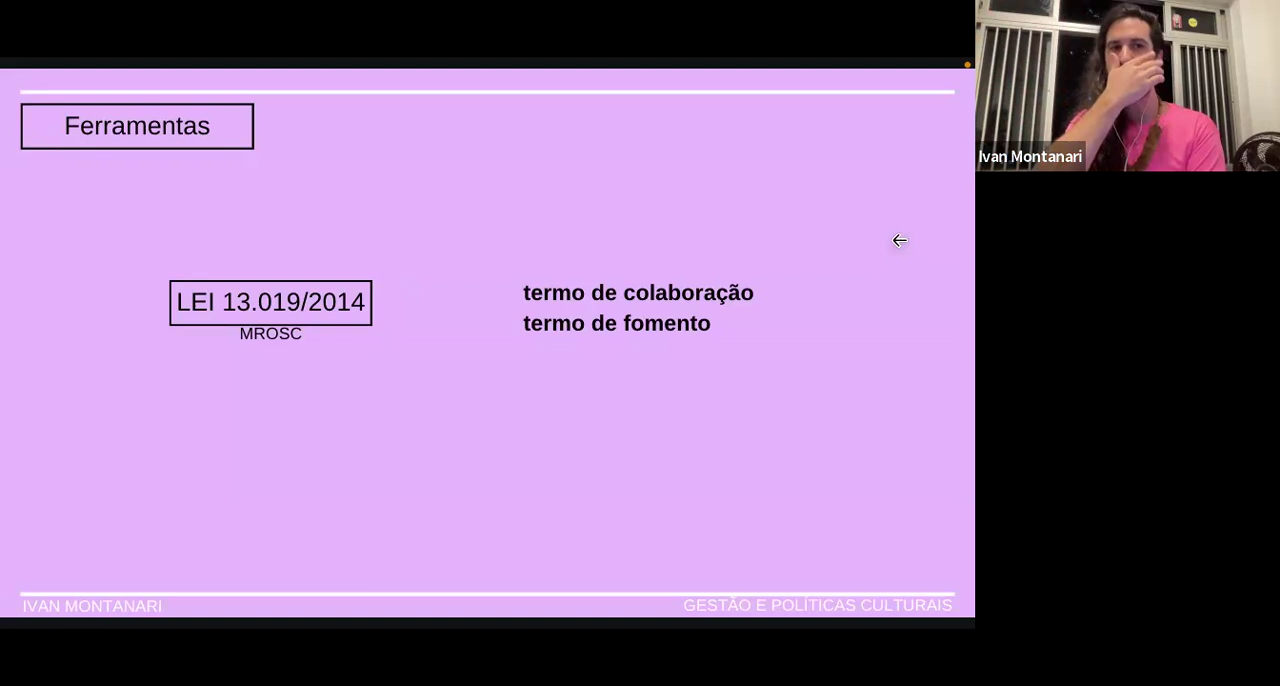 Ferramentas
LEI 13.019/2014
MROSC
termo de colaboração
termo de fomento
IVAN MONTANARI
GESTÃO E POLÍTICAS CULTURAIS
Ivan Montanari